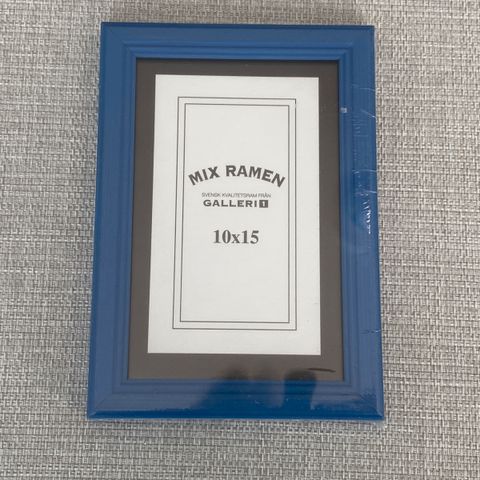 MIX RAMEN
SVENSK KVALITETSRAM FRÅN
GALLERI 1
10x15